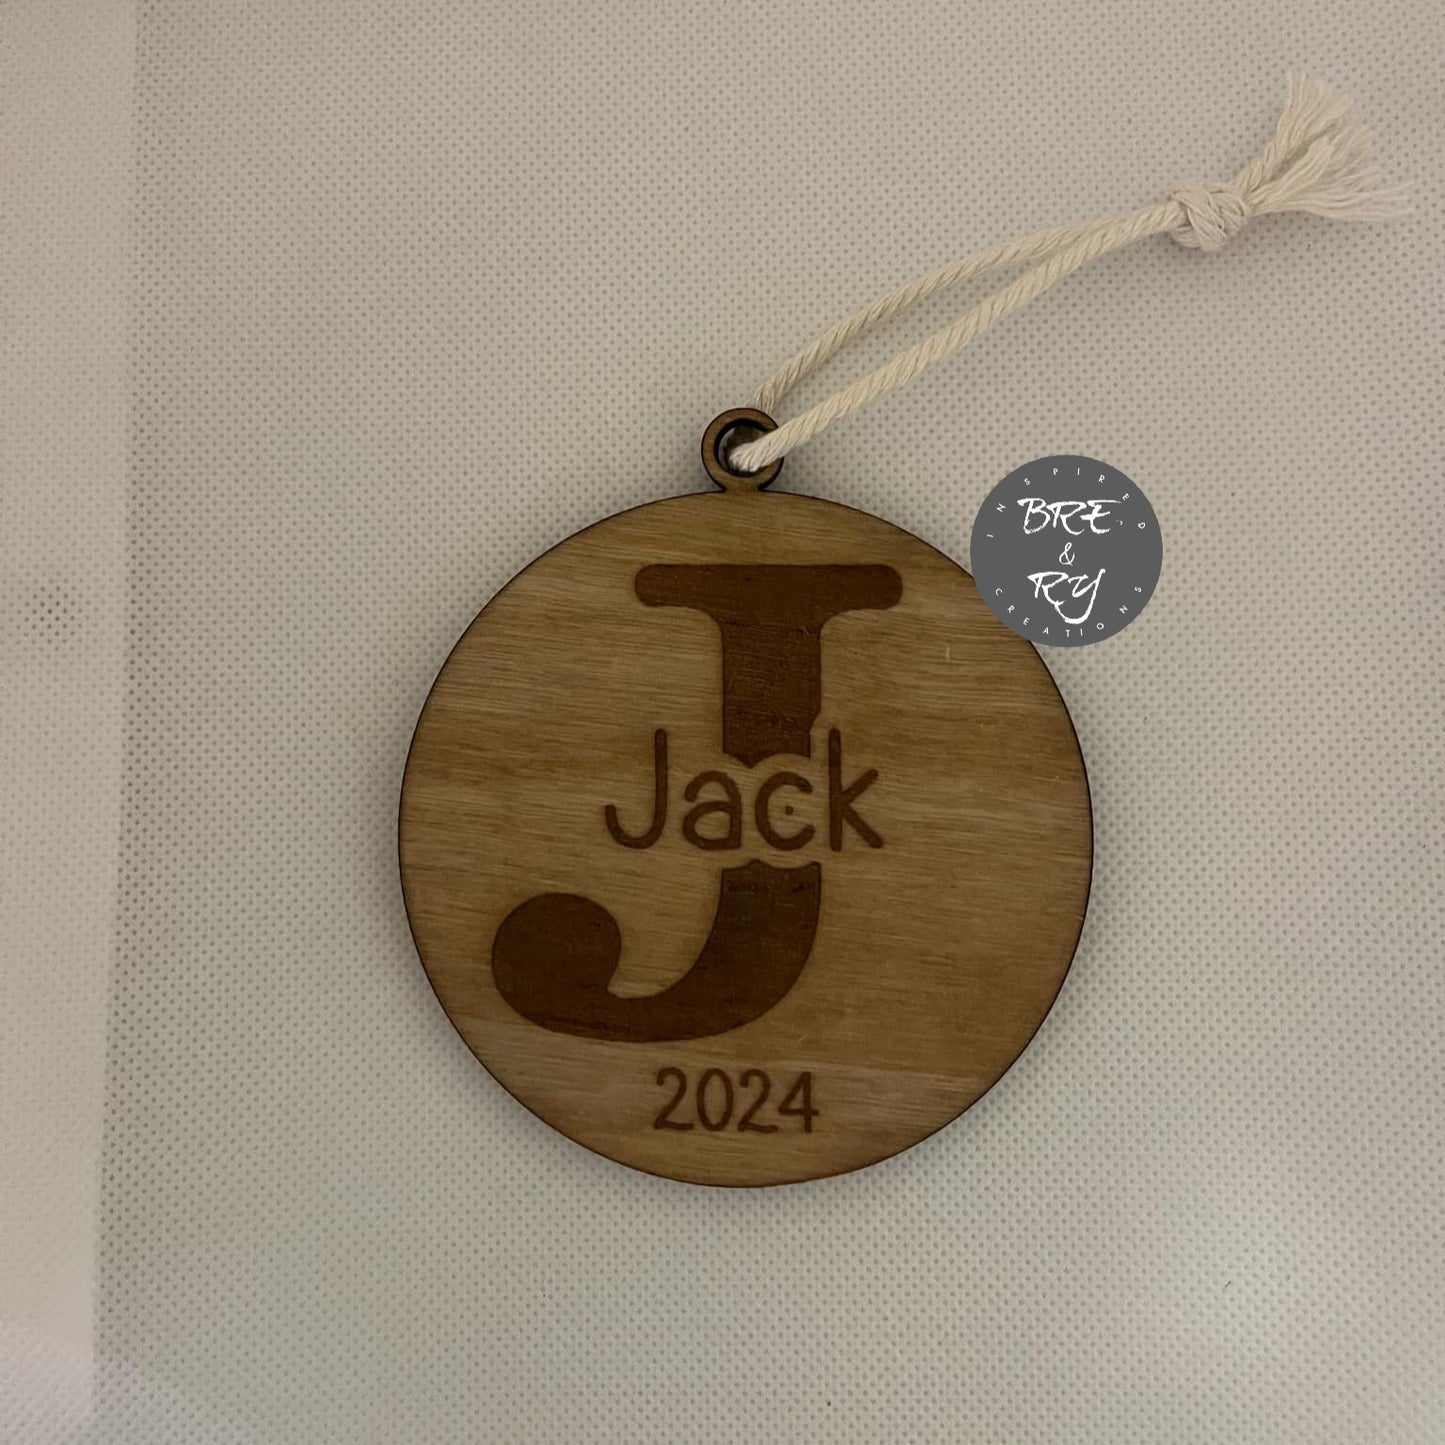 INSPIRED
BRE
&
RY
CREATIONS
J
Jack
2024